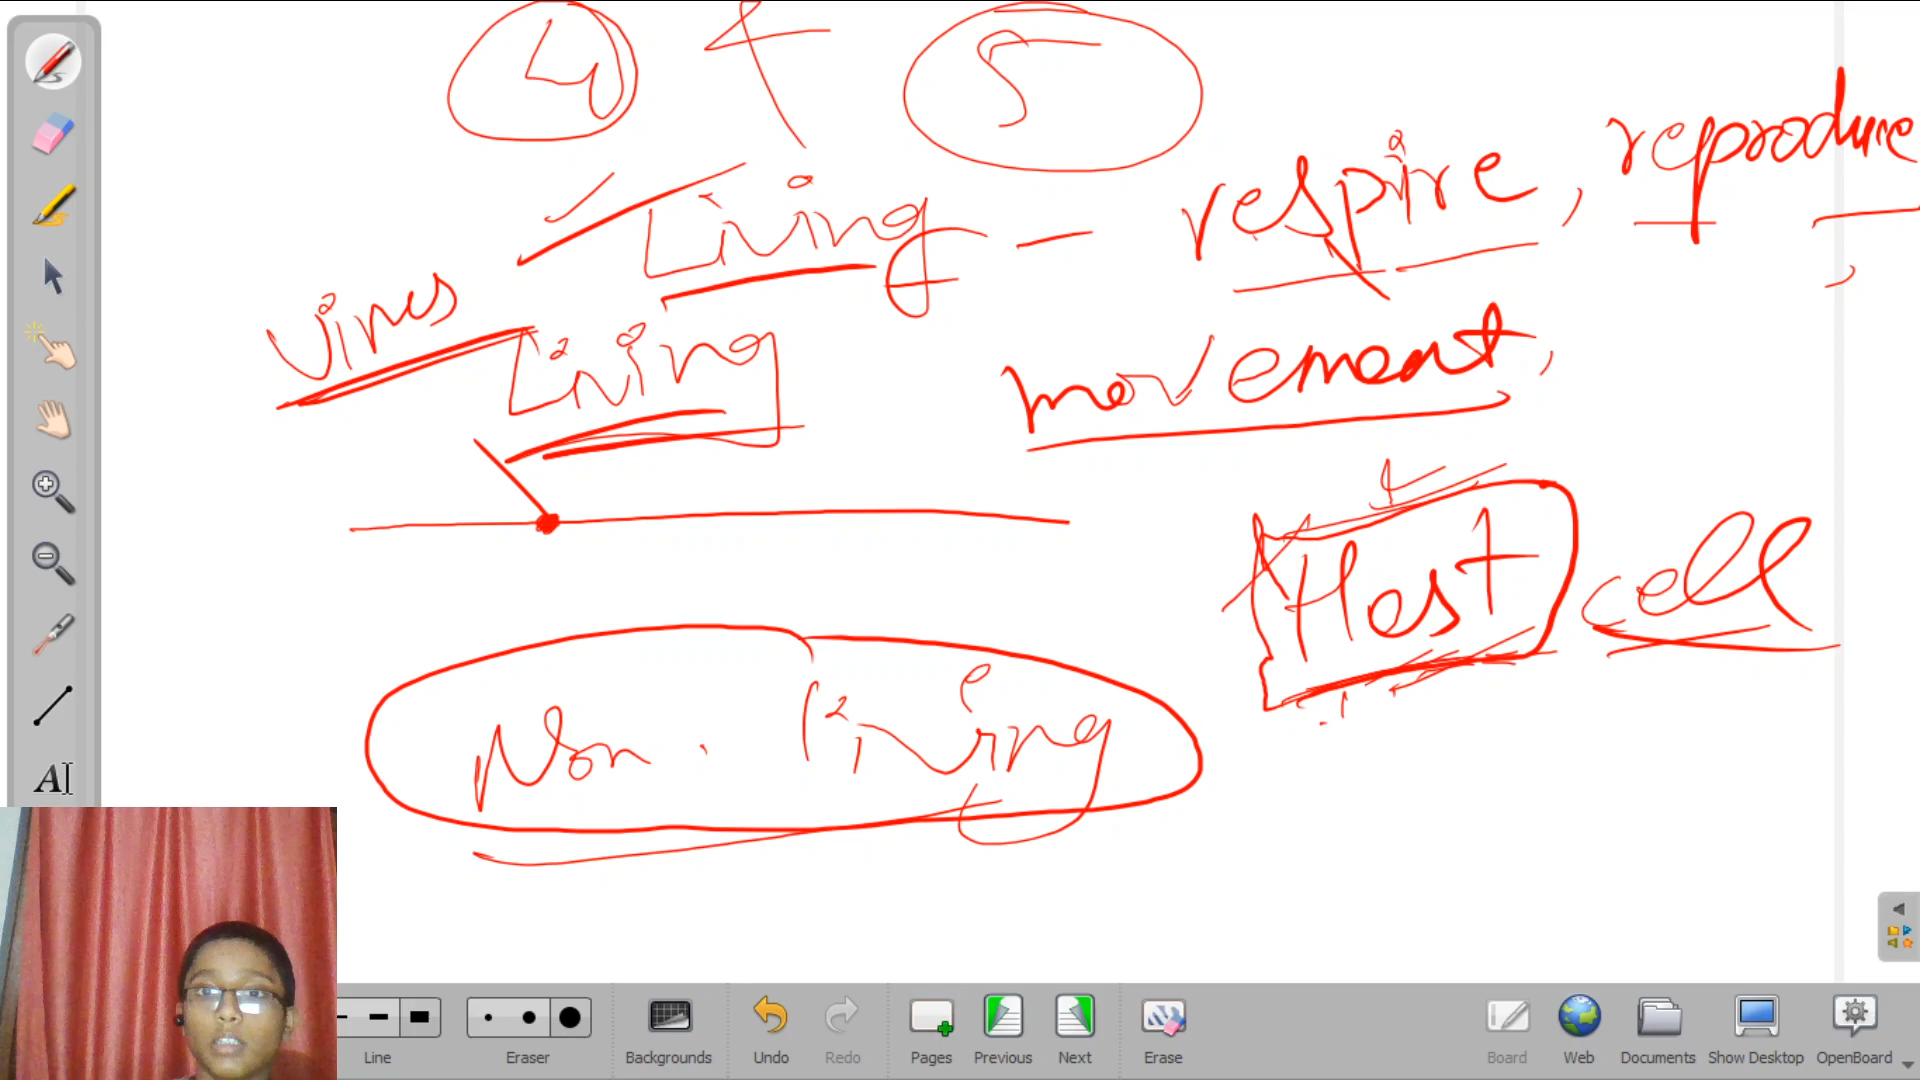 4 5
Living - respire, reproduce,
Virus
Living movement,
Host cell
Non-living
Line Eraser Backgrounds Undo Redo Pages Previous Next Erase Board Web Documents Show Desktop OpenBoard